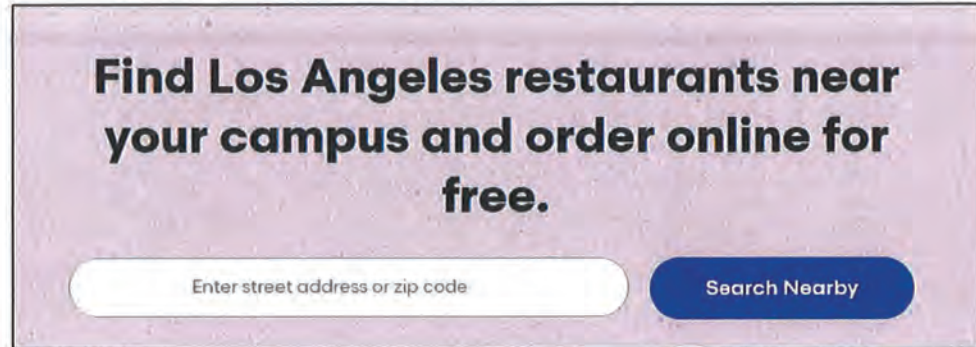 Find Los Angeles restaurants near
your campus and order online for
free.
Enter street address or zip code
Search Nearby